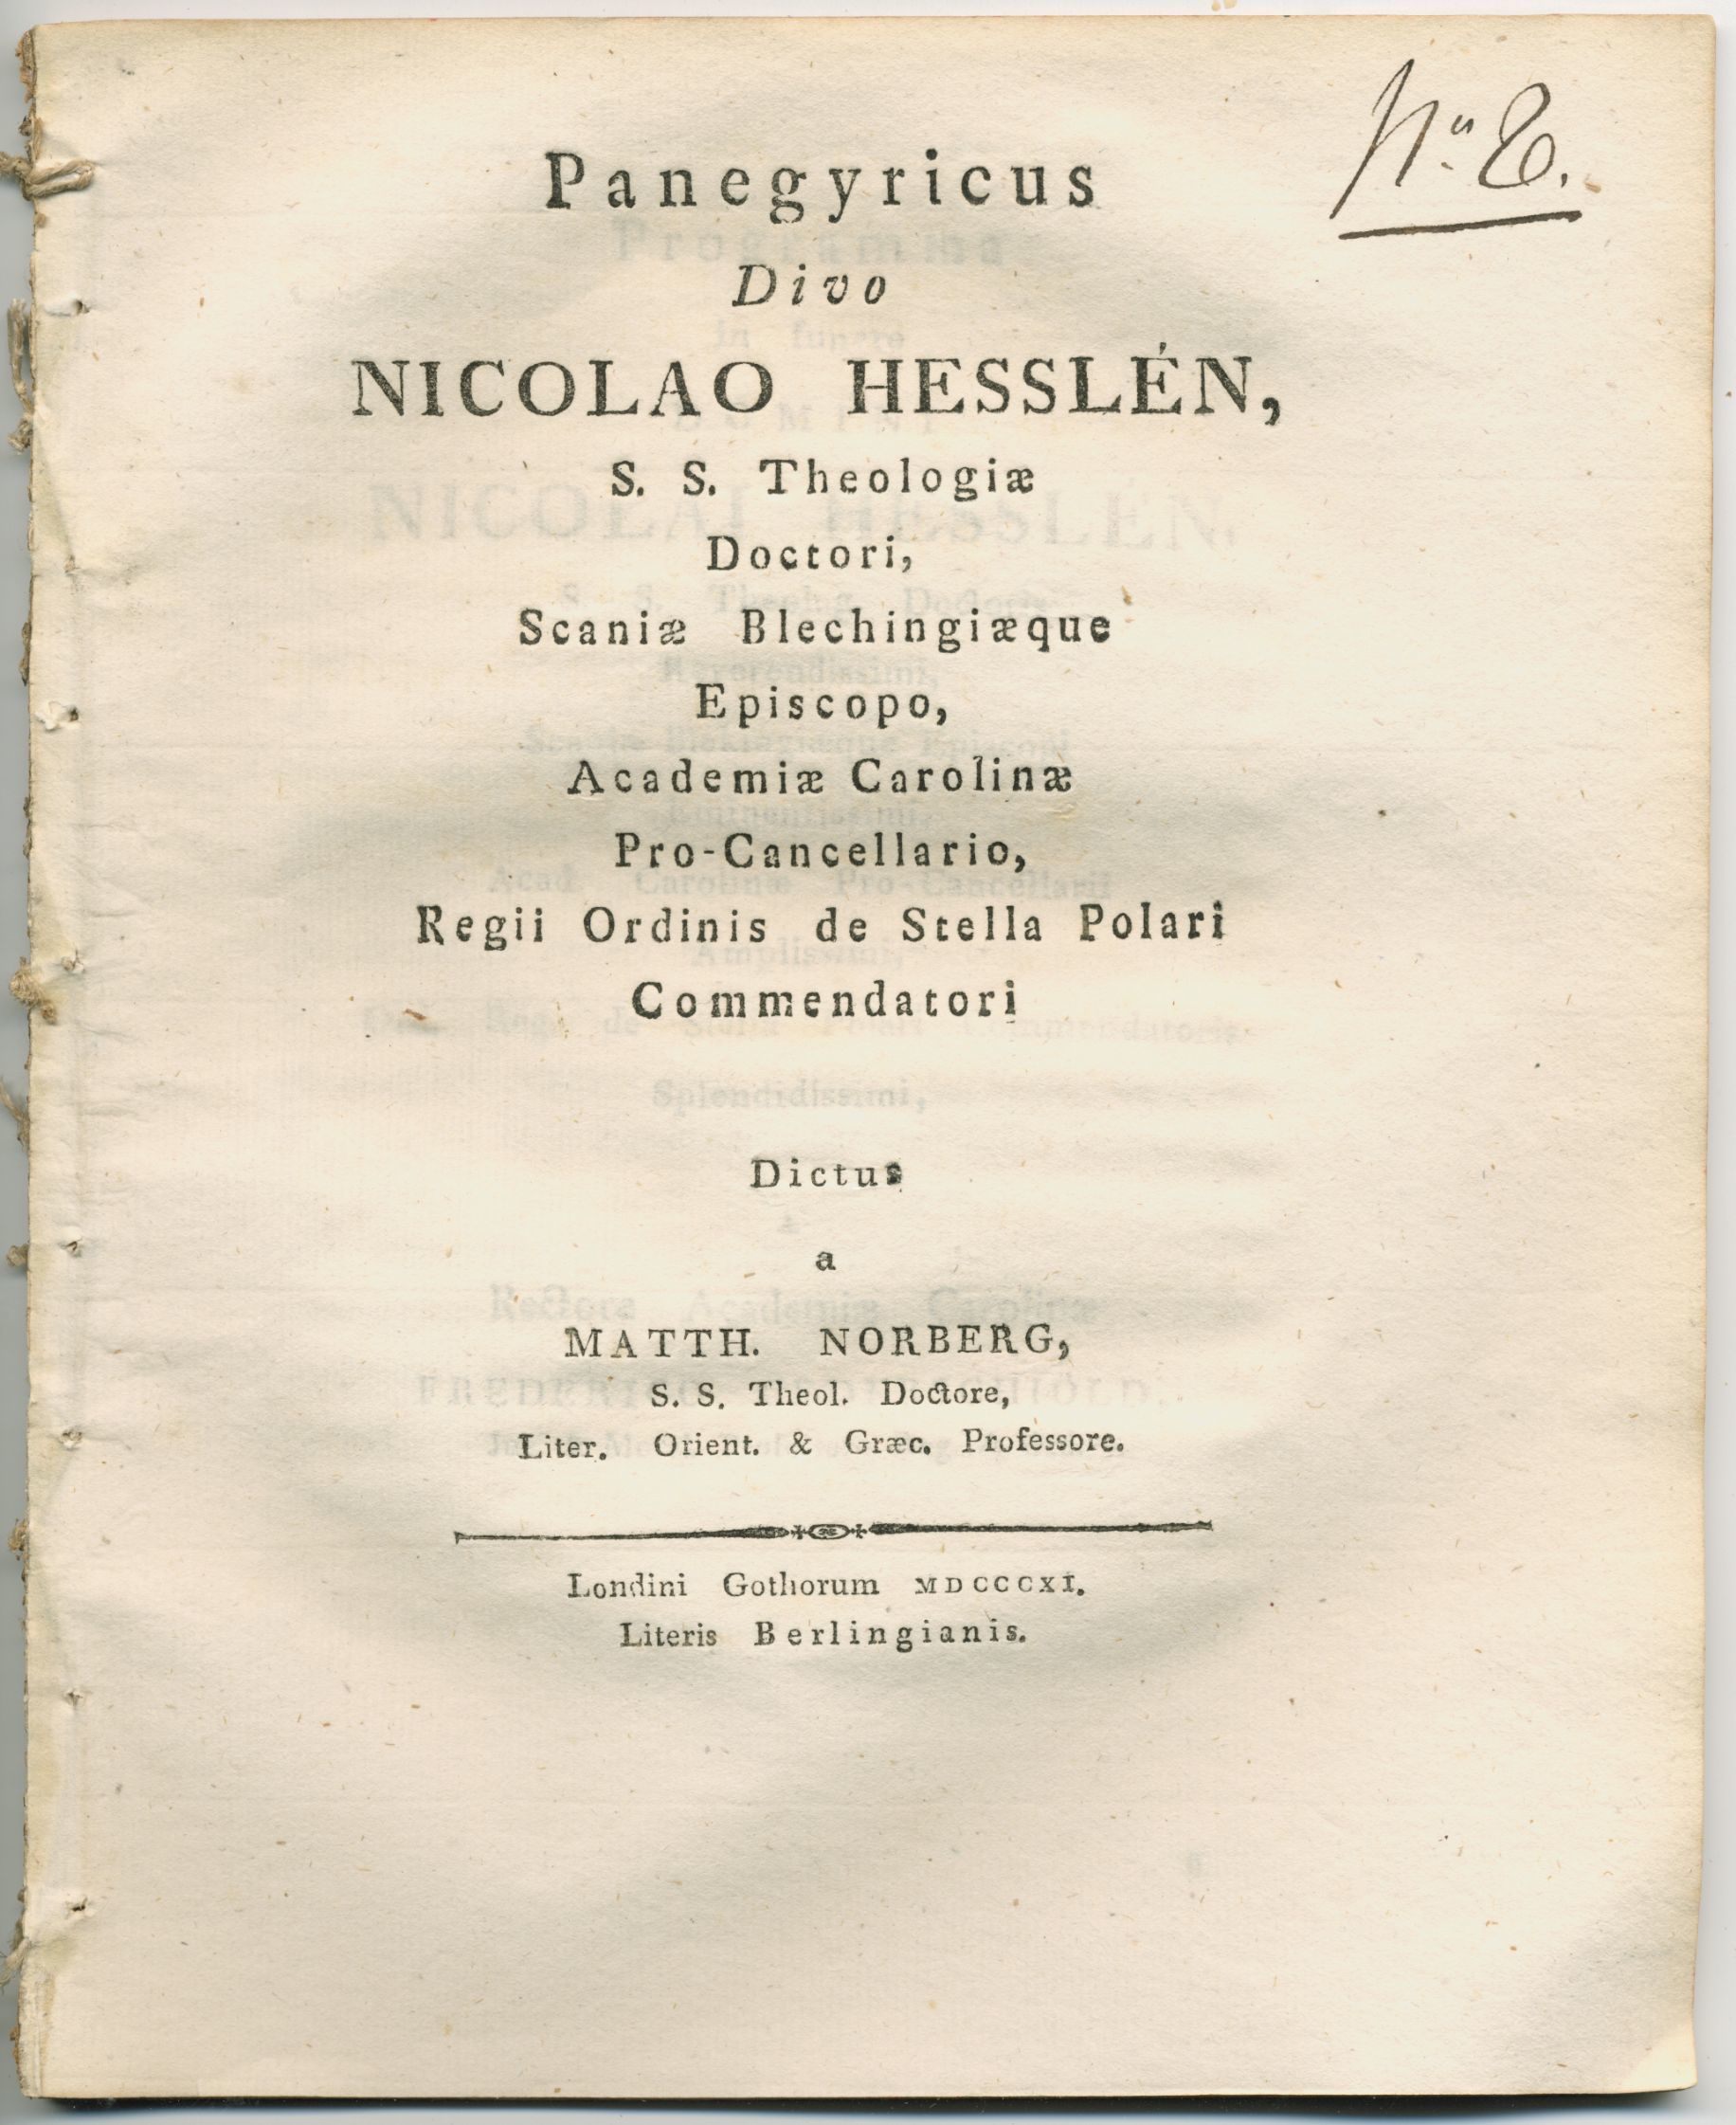 Nº 8.
Panegyricus
Divo
NICOLAO HESSLÉN,
S. S. Theologiæ
Doctori,
Scaniæ Blechingiæque
Episcopo,
Academiæ Carolinæ
Pro-Cancellario,
Regii Ordinis de Stella Polari
Commendatori
Dictus
a
MATTH. NORBERG,
S. S. Theol. Doctore,
Liter. Orient. & Græc. Professore.
Londini Gothorum MDCCCXI.
Literis Berlingianis.